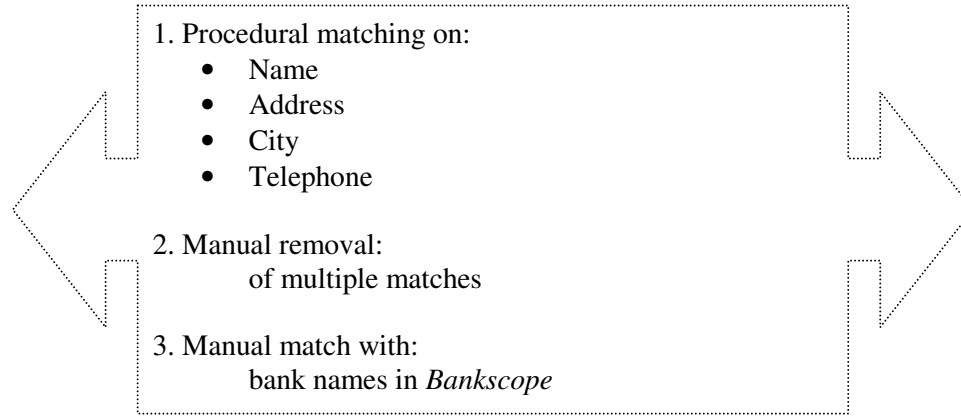 1. Procedural matching on:
• Name
• Address
• City
• Telephone
2. Manual removal:
of multiple matches
3. Manual match with:
bank names in Bankscope